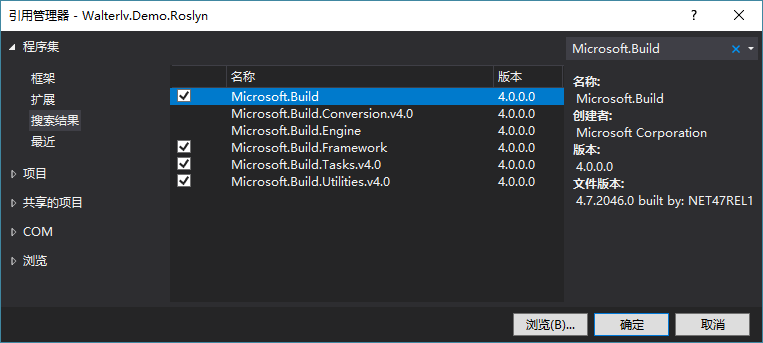 引用管理器 - Walterlv.Demo.Roslyn
程序集
框架
扩展
搜索结果
最近
项目
共享的项目
COM
浏览
名称 版本
Microsoft.Build 4.0.0.0
Microsoft.Build.Conversion.v4.0 4.0.0.0
Microsoft.Build.Engine 4.0.0.0
Microsoft.Build.Framework 4.0.0.0
Microsoft.Build.Tasks.v4.0 4.0.0.0
Microsoft.Build.Utilities.v4.0 4.0.0.0
Microsoft.Build
名称:
Microsoft.Build
创建者:
Microsoft Corporation
版本:
4.0.0.0
文件版本:
4.7.2046.0 built by: NET47REL1
浏览(B)... 确定 取消